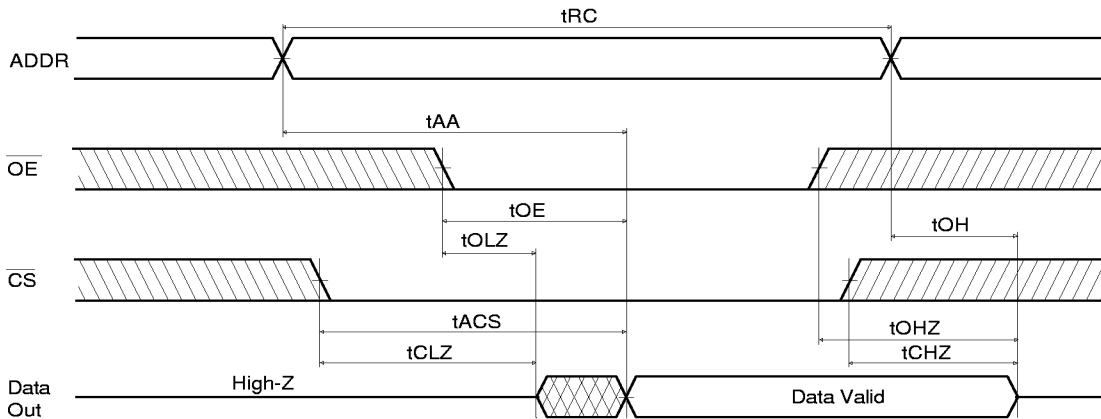 tRC
ADDR
tAA
OE
tOE
tOLZ
tOH
CS
tACS
tOHZ
tCLZ
tCHZ
High-Z
Data Valid
Data
Out